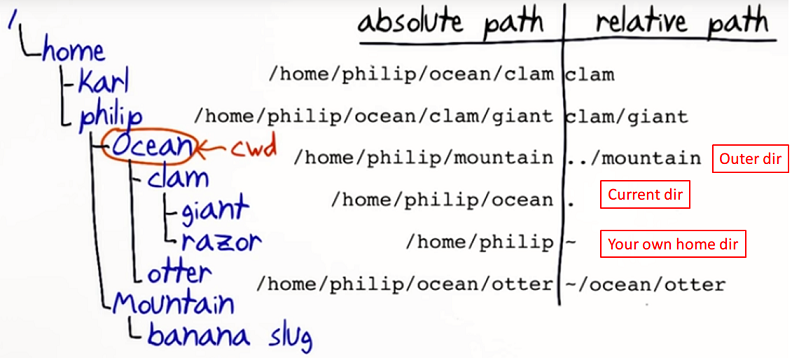 /
home
Karl
philip
Ocean ← cwd
clam
giant
razor
otter
Mountain
banana slug
absolute path relative path
/home/philip/ocean/clam clam
/home/philip/ocean/clam/giant clam/giant
/home/philip/mountain ../mountain Outer dir
/home/philip/ocean . Current dir
/home/philip ~ Your own home dir
/home/philip/ocean/otter ~/ocean/otter